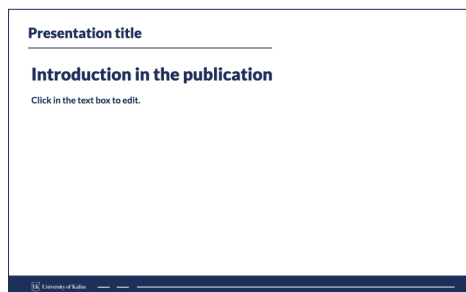 Presentation title
Introduction in the publication
Click in the text box to edit.
UK University of Kalisz